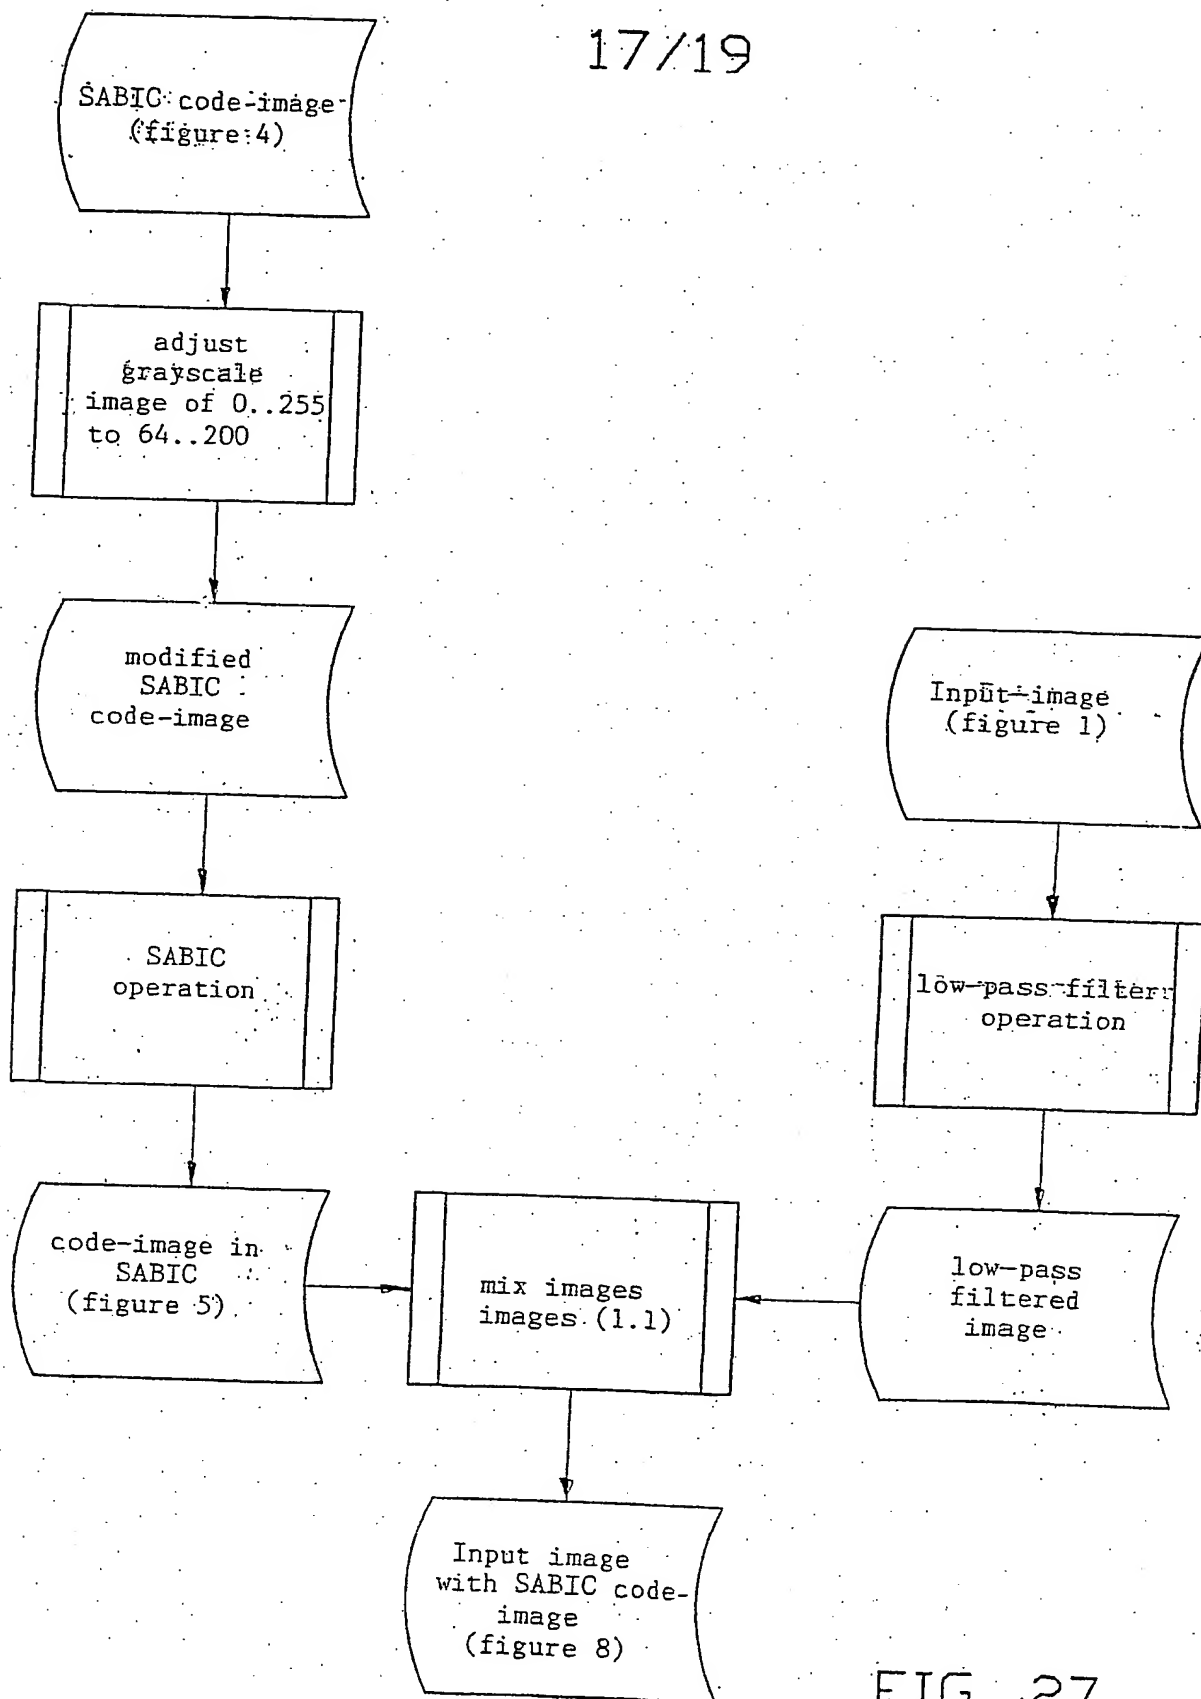 17/19
SABIC code-image
(figure 4)
adjust
grayscale
image of 0..255
to 64..200
modified
SABIC
code-image
Input-image
(figure 1)
SABIC
operation
low-pass-filter
operation
code-image in
SABIC
(figure 5)
mix images
images (1.1)
low-pass
filtered
image
Input image
with SABIC code-
image
(figure 8)
FIG. 27